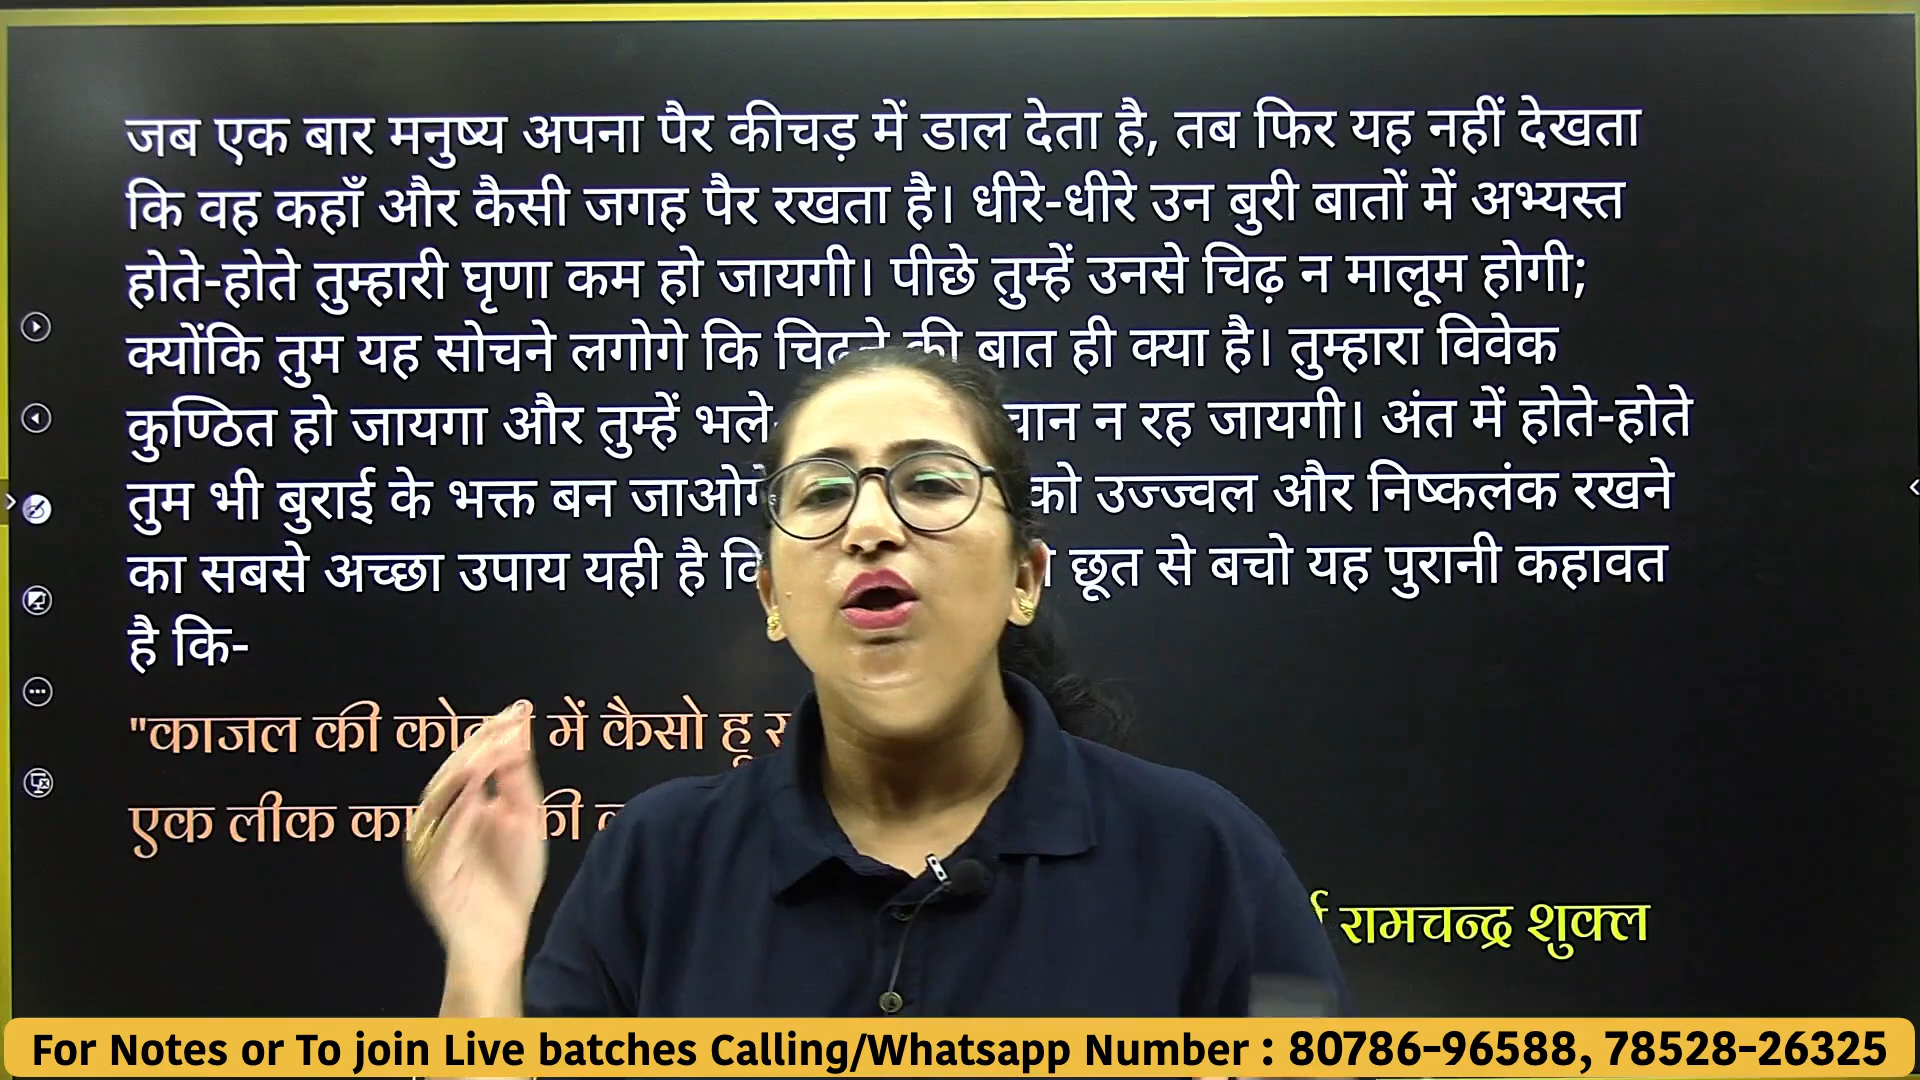 जब एक बार मनुष्य अपना पैर कीचड़ में डाल देता है, तब फिर यह नहीं देखता
कि वह कहाँ और कैसी जगह पैर रखता है। धीरे-धीरे उन बुरी बातों में अभ्यस्त
होते-होते तुम्हारी घृणा कम हो जायगी। पीछे तुम्हें उनसे चिढ़ न मालूम होगी;
क्योंकि तुम यह सोचने लगोगे कि चिढ़ने की बात ही क्या है। तुम्हारा विवेक
कुण्ठित हो जायगा और तुम्हें भले- न रह जायगी। अंत में होते-होते
तुम भी बुराई के भक्त बन जाओगे को उज्ज्वल और निष्कलंक रखने
का सबसे अच्छा उपाय यही है छूत से बचो यह पुरानी कहावत
है कि-
"काजल की में कैसो हू
एक लीक की
रामचन्द्र शुक्ल
For Notes or To join Live batches Calling/Whatsapp Number : 80786-96588, 78528-26325